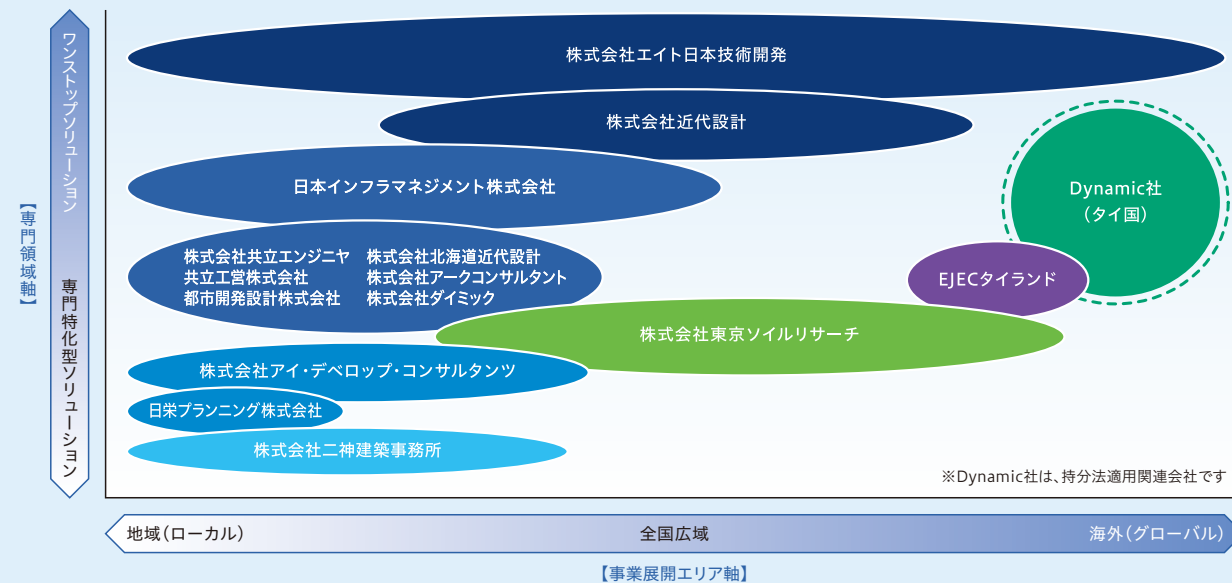 【専門領域軸】
ワンストップソリューション
専門特化型ソリューション
株式会社エイト日本技術開発
株式会社近代設計
日本インフラマネジメント株式会社
Dynamic社
（タイ国）
株式会社共立エンジニヤ 株式会社北海道近代設計
共立工営株式会社 株式会社アークコンサルタント
都市開発設計株式会社 株式会社ダイミック
EJECタイランド
株式会社東京ソイルリサーチ
株式会社アイ・デベロップ・コンサルタンツ
日栄プランニング株式会社
株式会社二神建築事務所
※Dynamic社は、持分法適用関連会社です
地域（ローカル） 全国広域 海外（グローバル）
【事業展開エリア軸】